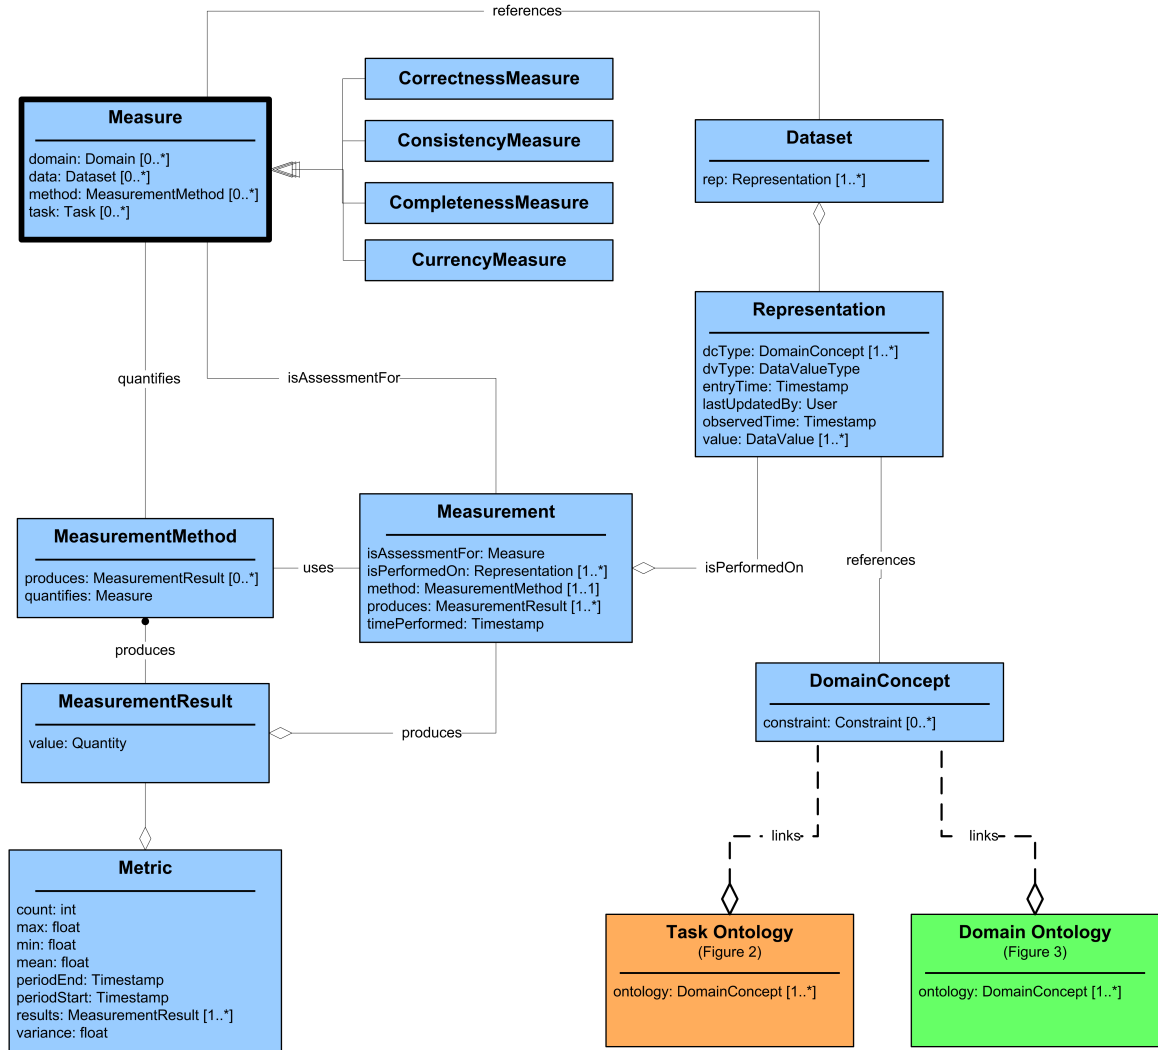 references
CorrectnessMeasure
Measure
domain: Domain [0..*]
data: Dataset [0..*]
method: MeasurementMethod [0..*]
task: Task [0..*]
ConsistencyMeasure
CompletenessMeasure
CurrencyMeasure
Dataset
rep: Representation [1..*]
Representation
dcType: DomainConcept [1..*]
dvType: DataValueType
entryTime: Timestamp
lastUpdatedBy: User
observedTime: Timestamp
value: DataValue [1..*]
quantifies
isAssessmentFor
MeasurementMethod
produces: MeasurementResult [0..*]
quantifies: Measure
uses
Measurement
isAssessmentFor: Measure
isPerformedOn: Representation [1..*]
method: MeasurementMethod [1..1]
produces: MeasurementResult [1..*]
timePerformed: Timestamp
isPerformedOn
references
produces
MeasurementResult
value: Quantity
produces
DomainConcept
constraint: Constraint [0..*]
links
links
Metric
count: int
max: float
min: float
mean: float
periodEnd: Timestamp
periodStart: Timestamp
results: MeasurementResult [1..*]
variance: float
Task Ontology
(Figure 2)
ontology: DomainConcept [1..*]
Domain Ontology
(Figure 3)
ontology: DomainConcept [1..*]